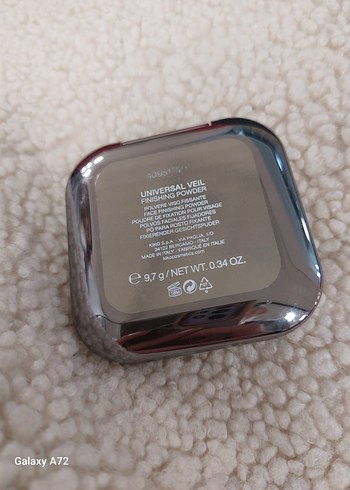 UNIVERSAL VEIL
FINISHING POWDER
POLVERE VISO FISSANTE
FACE FINISHING POWDER
POUDRE DE FIXATION POUR VISAGE
POLVOS FACIALES FIJADORES
PÓ PARA ROSTO FIXANTE
FIXIERENDER GESICHTSPUDER
KIKO S.p.A. - VIA PAGLIA, 1/D
24122 BERGAMO - ITALY
MADE IN ITALY - FABRIQUÉ EN ITALIE
kikocosmetics.com
℮ 9,7 g / NET WT. 0.34 OZ.
Galaxy A72